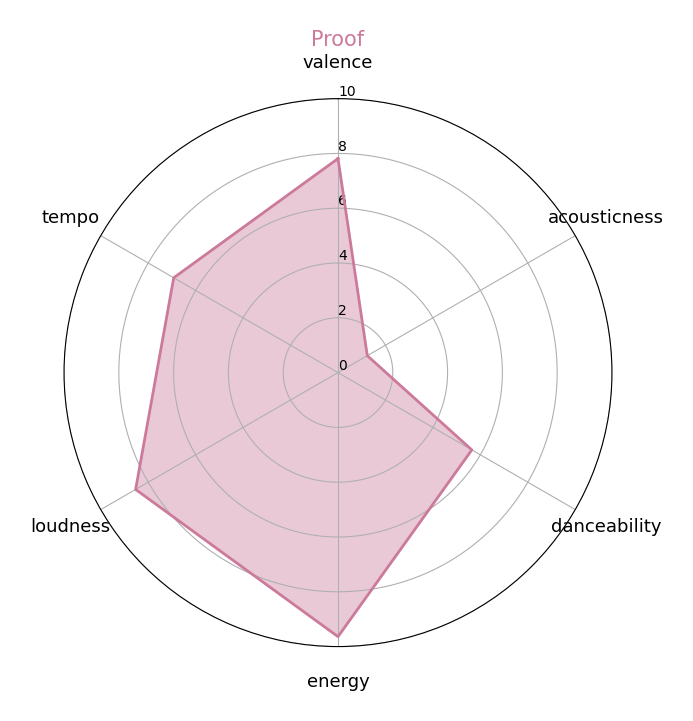 Proof
valence
10
8
tempo
6
acousticness
4
2
0
loudness
danceability
energy